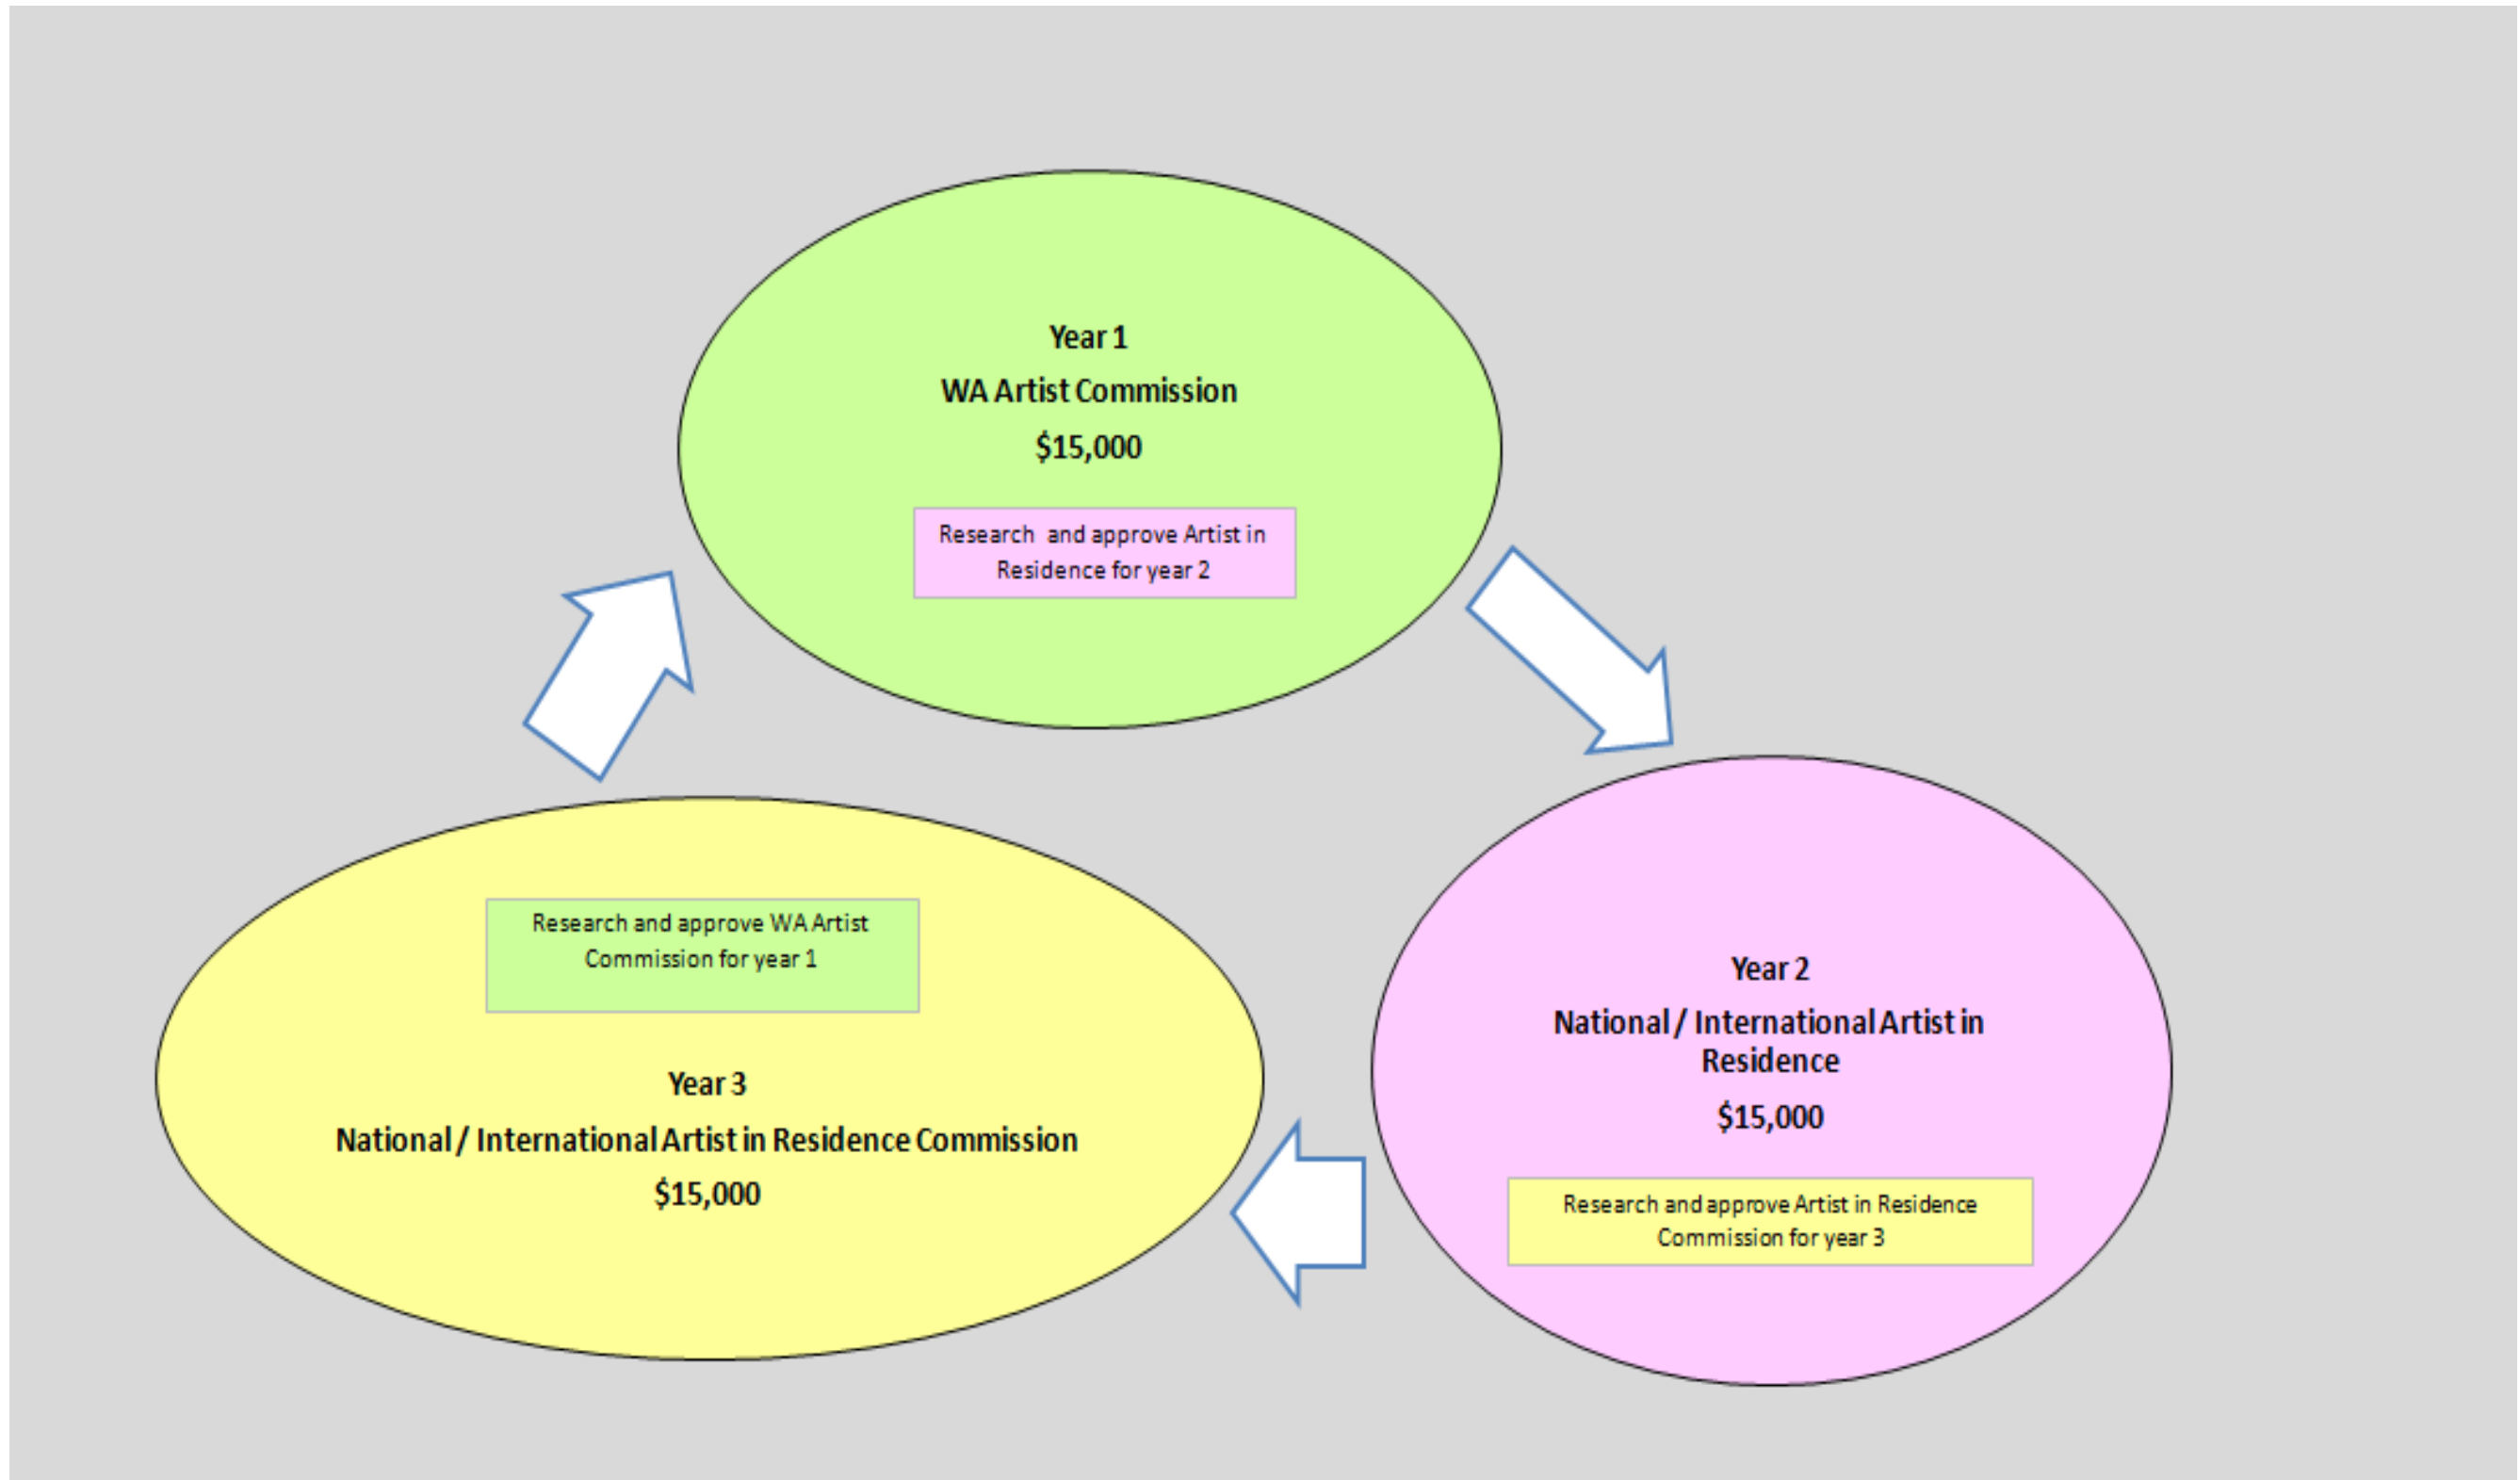 Year 1
WA Artist Commission
$15,000
Research and approve Artist in
Residence for year 2
Year 2
National / International Artist in
Residence
$15,000
Research and approve Artist in Residence
Commission for year 3
Research and approve WA Artist
Commission for year 1
Year 3
National / International Artist in Residence Commission
$15,000